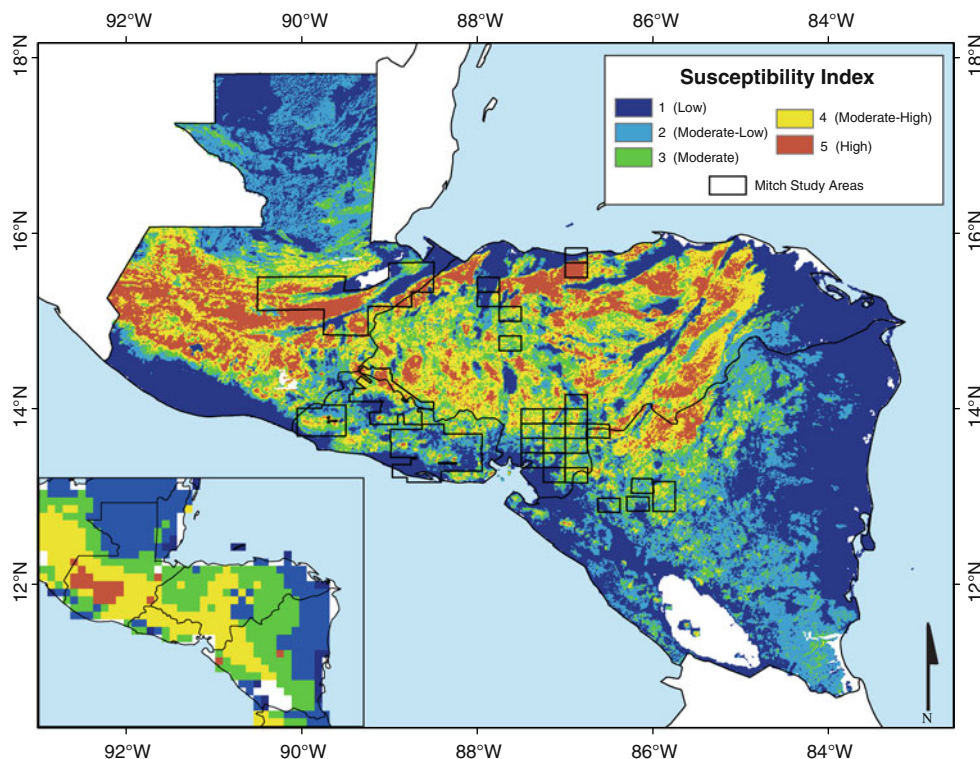 92°W 90°W 88°W 86°W 84°W
18°N 18°N
Susceptibility Index
1 (Low)
2 (Moderate-Low)
3 (Moderate)
4 (Moderate-High)
5 (High)
Mitch Study Areas
16°N 16°N
14°N 14°N
12°N 12°N
N
92°W 90°W 88°W 86°W 84°W